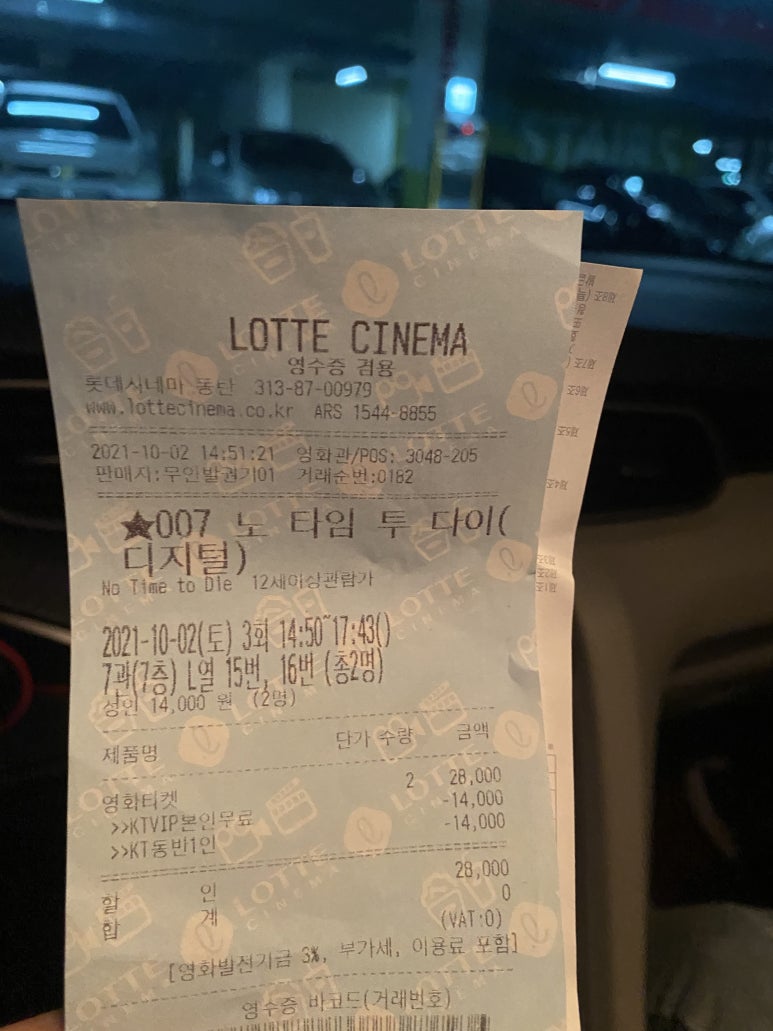 LOTTE CINEMA
영수증 겸용
롯데시네마 동탄 313-87-00979
www.lottecinema.co.kr ARS 1544-8855
2021-10-02 14:51:21 영화관/POS: 3048-205
판매자:무인발권기01 거래순번:0182
★007 노 타임 투 다이(
디지털)
No Time to Die 12세이상관람가
2021-10-02(토) 3회 14:50~17:43()
7관(7층) L열 15번, 16번 (총2명)
성인 14,000 원 (2명)
제품명 단가 수량 금액
영화티켓 2 28,000
>>KTVIP본인무료 -14,000
>>KT동반1인 -14,000
할 인 28,000
합 계 0
(VAT:0)
[영화발전기금 3%, 부가세, 이용료 포함]
영수증 바코드(거래번호)